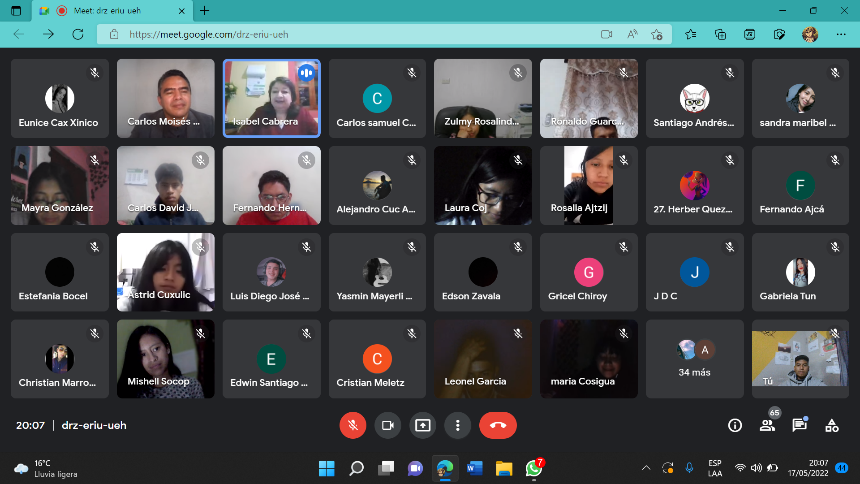 Meet: drz-eriu-ueh
https://meet.google.com/drz-eriu-ueh
Eunice Cax Xinico
Carlos Moisés ...
Isabel Cabrera
Carlos samuel C...
Zulmy Rosalind...
Ronaldo Guarc...
Santiago Andrés...
sandra maribel ...
Mayra González
Carlos David J...
Fernando Hern...
Alejandro Cuc A...
Laura Coj
Rosalia Ajtzij
27. Herber Quez...
Fernando Ajcá
Estefania Bocel
Astrid Cuxulic
Luis Diego José ...
Yasmin Mayerli ...
Edson Zavala
Gricel Chiroy
J D C
Gabriela Tun
Christian Marro...
Mishell Socop
Edwin Santiago ...
Cristian Meletz
Leonel Garcia
maria Cosigua
34 más
Tú
C
F
G
J
E
C
A
20:07 | drz-eriu-ueh
65
16°C
Lluvia ligera
7
ESP
LAA
20:07
17/05/2022
44